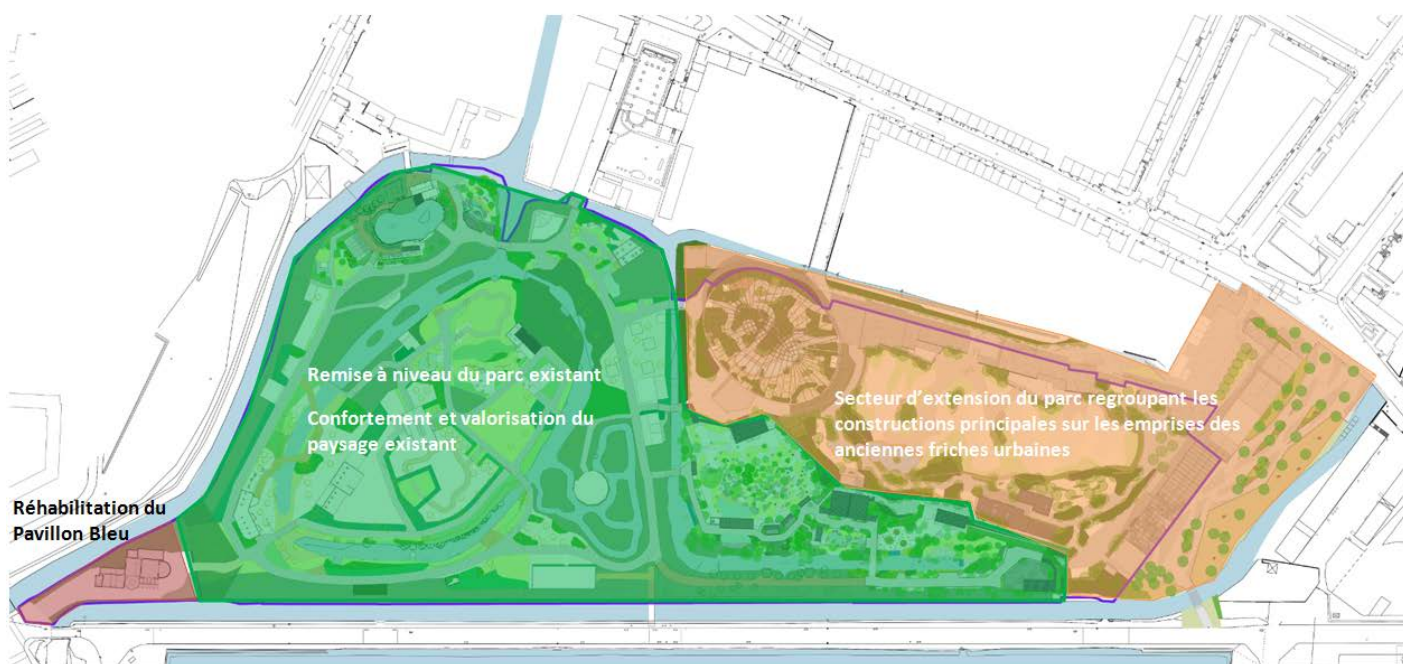 Remise à niveau du parc existant
Confortement et valorisation du
paysage existant
Secteur d'extension du parc regroupant les
constructions principales sur les emprises des
anciennes friches urbaines
Réhabilitation du
Pavillon Bleu